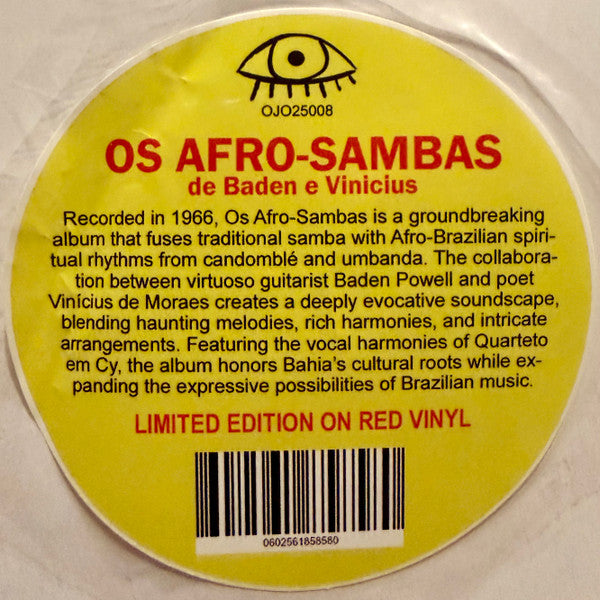 OJO25008
OS AFRO-SAMBAS
de Baden e Vinicius
Recorded in 1966, Os Afro-Sambas is a groundbreaking
album that fuses traditional samba with Afro-Brazilian spiri-
tual rhythms from candomblé and umbanda. The collabora-
tion between virtuoso guitarist Baden Powell and poet
Vinícius de Moraes creates a deeply evocative soundscape,
blending haunting melodies, rich harmonies, and intricate
arrangements. Featuring the vocal harmonies of Quarteto
em Cy, the album honors Bahia's cultural roots while ex-
panding the expressive possibilities of Brazilian music.
LIMITED EDITION ON RED VINYL
0602561858580